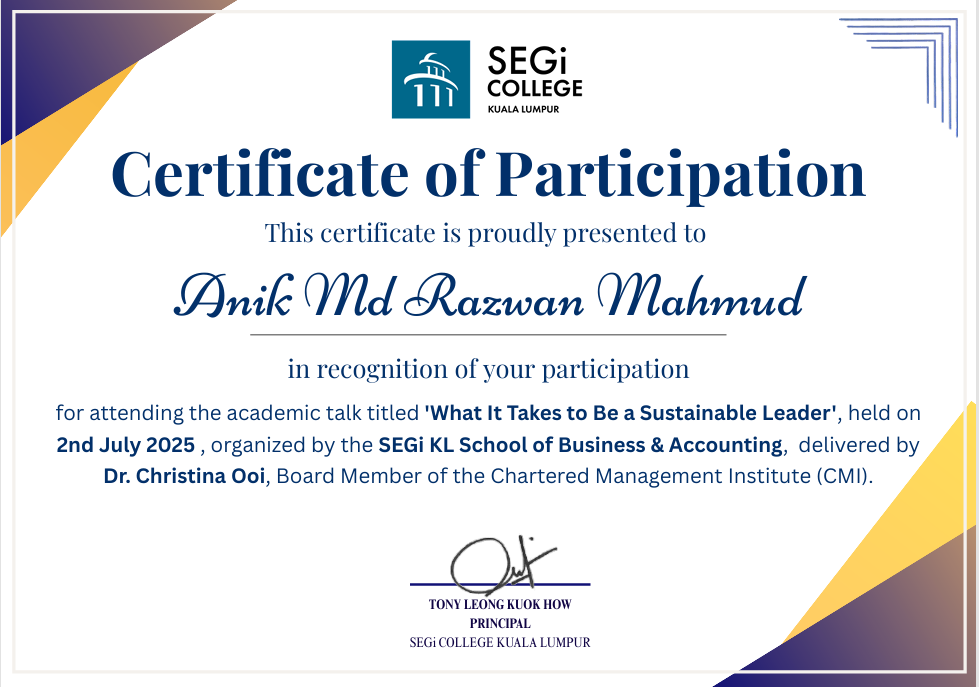 SEGi
COLLEGE
KUALA LUMPUR
Certificate of Participation
This certificate is proudly presented to
Anik Md Razwan Mahmud
in recognition of your participation
for attending the academic talk titled 'What It Takes to Be a Sustainable Leader', held on
2nd July 2025 , organized by the SEGi KL School of Business & Accounting, delivered by
Dr. Christina Ooi, Board Member of the Chartered Management Institute (CMI).
TONY LEONG KUOK HOW
PRINCIPAL
SEGi COLLEGE KUALA LUMPUR